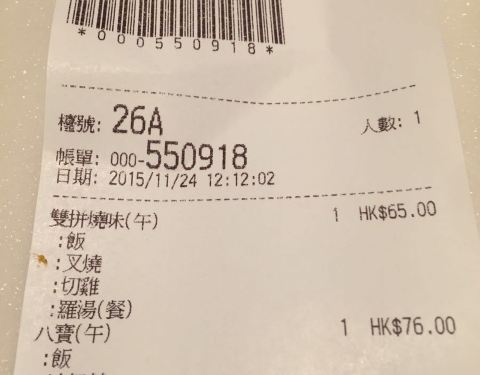 *000550918*
檯號: 26A 人數: 1
帳單: 000-550918
日期: 2015/11/24 12:12:02
雙拼燒味(午) 1 HK$65.00
:飯
:叉燒
:切雞
:羅湯(餐)
八寶(午) 1 HK$76.00
:飯